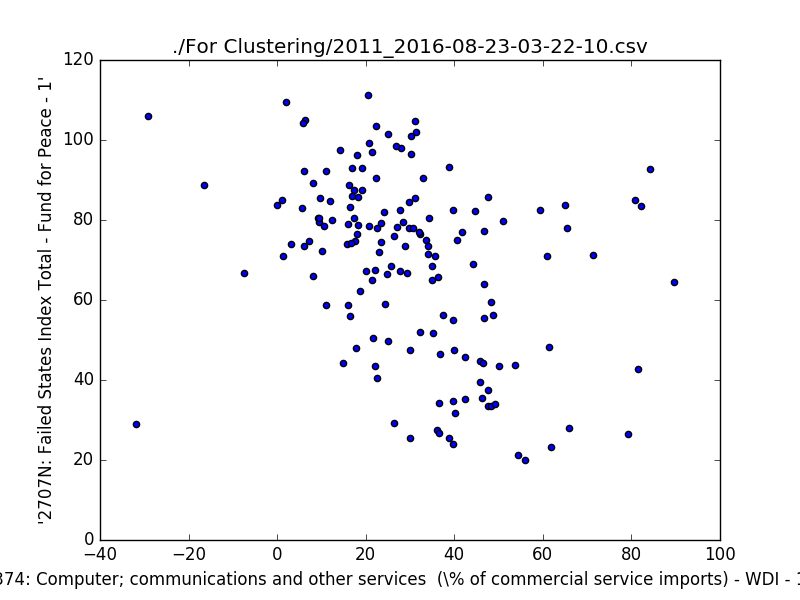 ./For Clustering/2011_2016-08-23-03-22-10.csv
'2707N: Failed States Index Total - Fund for Peace - 1'
120
100
80
60
40
20
0
−40 −20 0 20 40 60 80 100
374: Computer; communications and other services (\% of commercial service imports) - WDI - 1